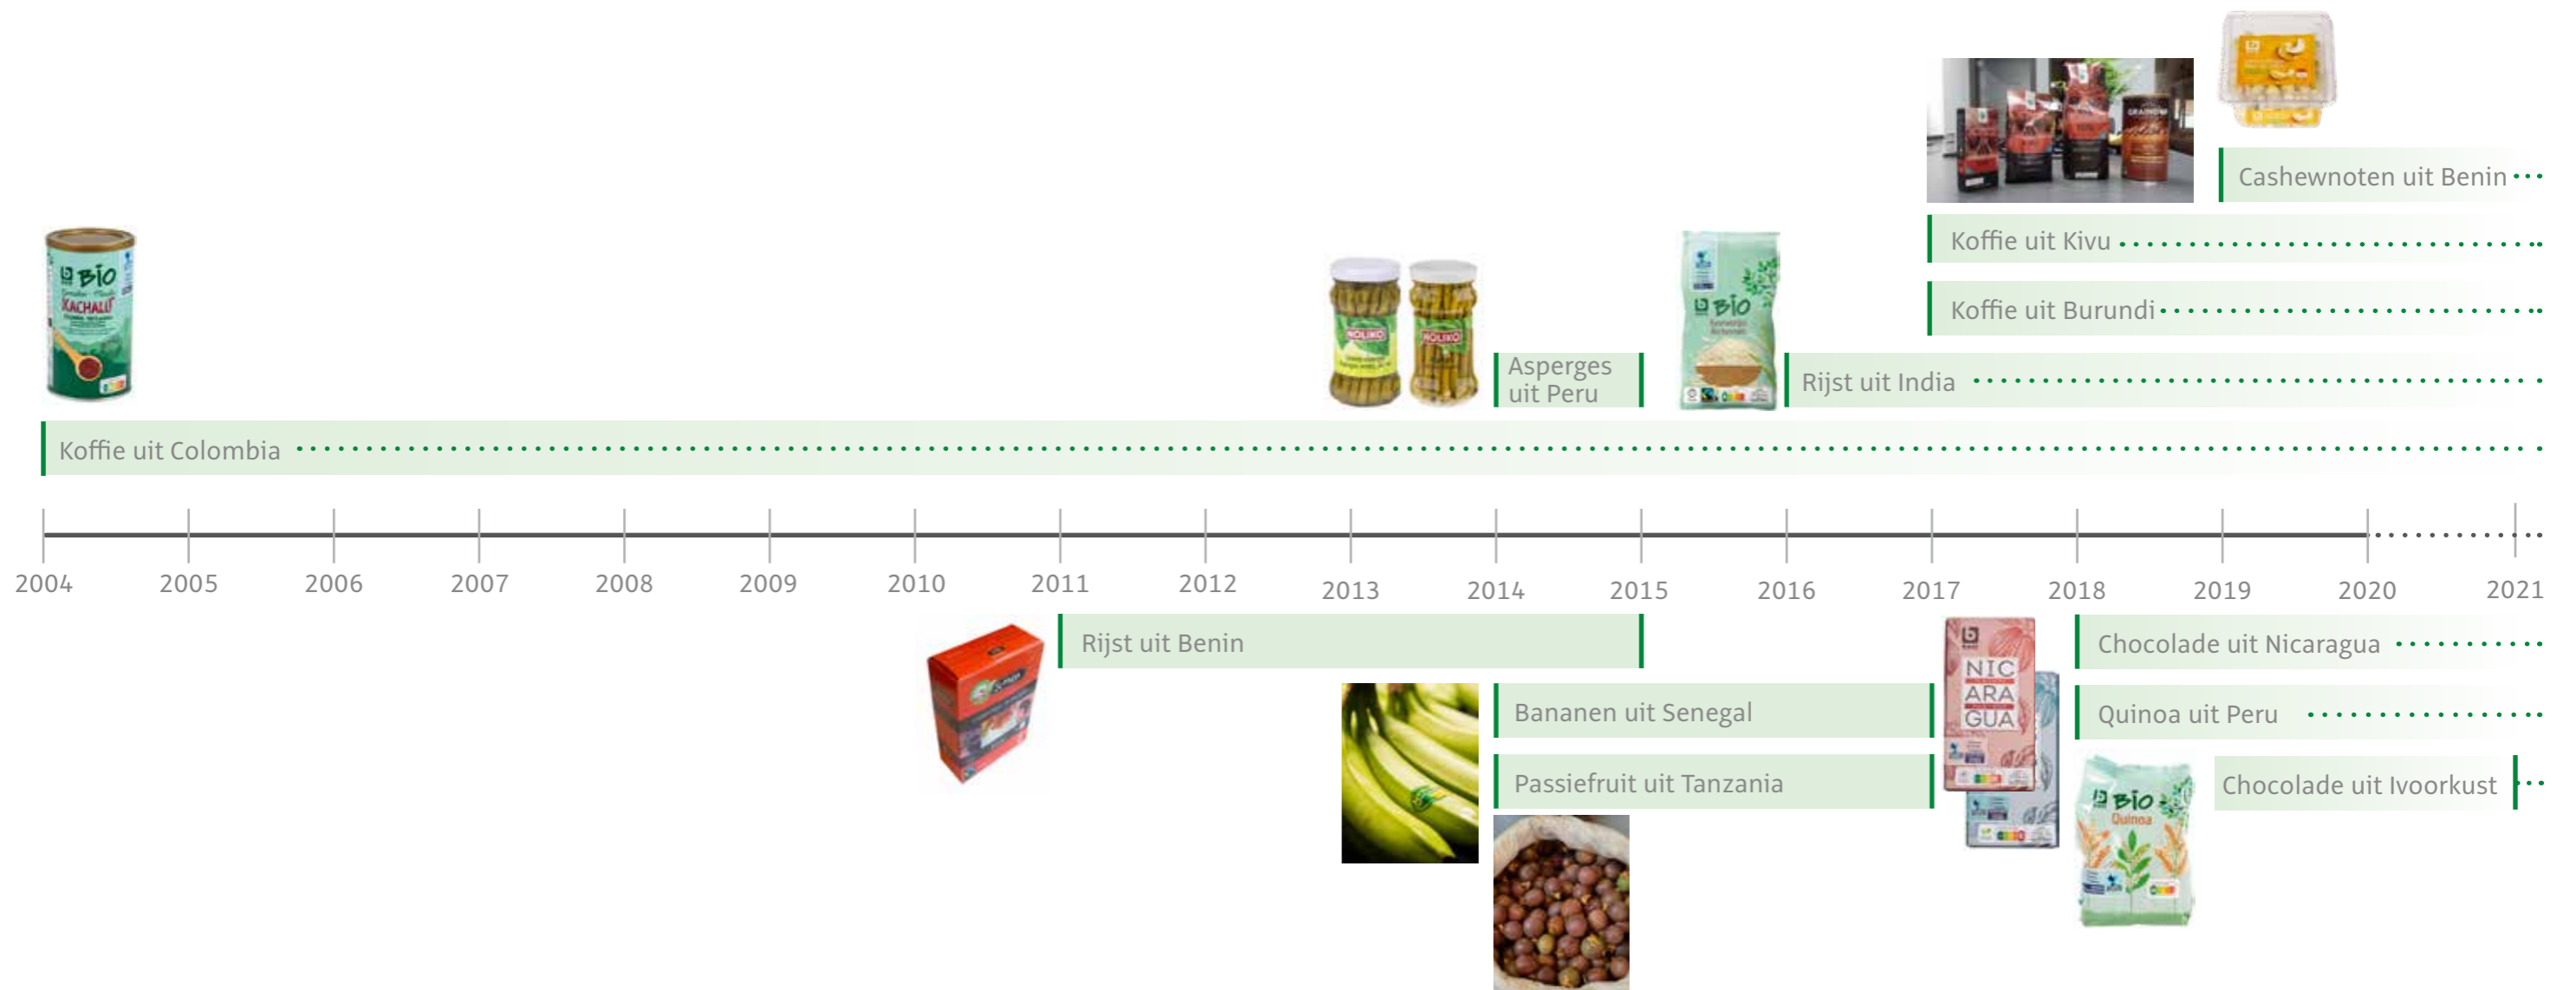 Cashewnoten uit Benin
Koffie uit Kivu
Koffie uit Burundi
BIO
NOLIKO
NOLIKO
BIO
Asperges
uit Peru
Rijst uit India
Koffie uit Colombia
2004
2005
2006
2007
2008
2009
2010
2011
2012
2013
2014
2015
2016
2017
2018
2019
2020
2021
Rijst uit Benin
Chocolade uit Nicaragua
NIC
ARA
GUA
Bananen uit Senegal
Quinoa uit Peru
Passiefruit uit Tanzania
Chocolade uit Ivoorkust
BIO
Quinoa